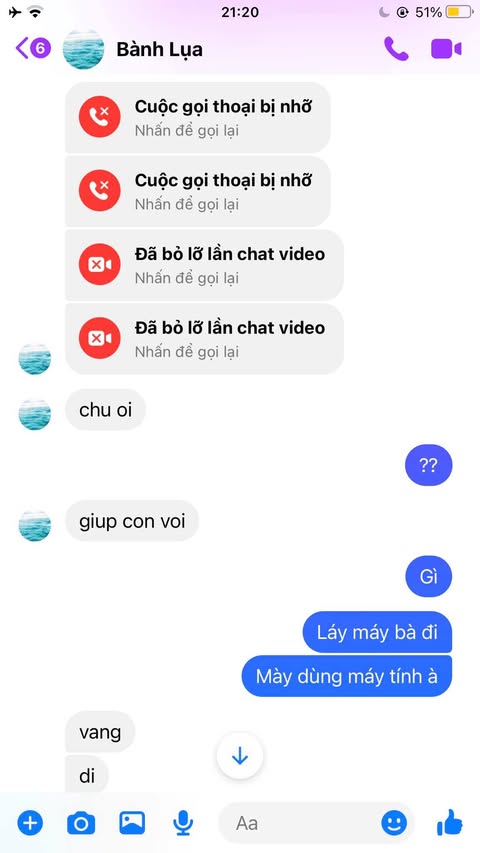 21:20
51%
6
Bành Lụa
Cuộc gọi thoại bị nhỡ
Nhấn để gọi lại
Cuộc gọi thoại bị nhỡ
Nhấn để gọi lại
Đã bỏ lỡ lần chat video
Nhấn để gọi lại
Đã bỏ lỡ lần chat video
Nhấn để gọi lại
chu oi
??
giup con voi
Gì
Láy máy bà đi
Mày dùng máy tính à
vang
di
Aa